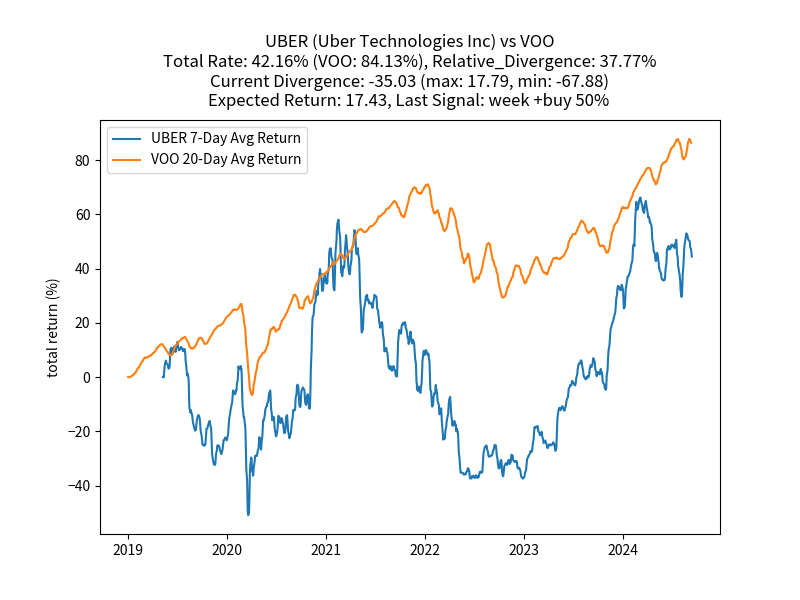 UBER (Uber Technologies Inc) vs VOO
Total Rate: 42.16% (VOO: 84.13%), Relative_Divergence: 37.77%
Current Divergence: -35.03 (max: 17.79, min: -67.88)
Expected Return: 17.43, Last Signal: week +buy 50%
UBER 7-Day Avg Return
VOO 20-Day Avg Return
total return (%)
80
60
40
20
0
−20
−40
2019 2020 2021 2022 2023 2024